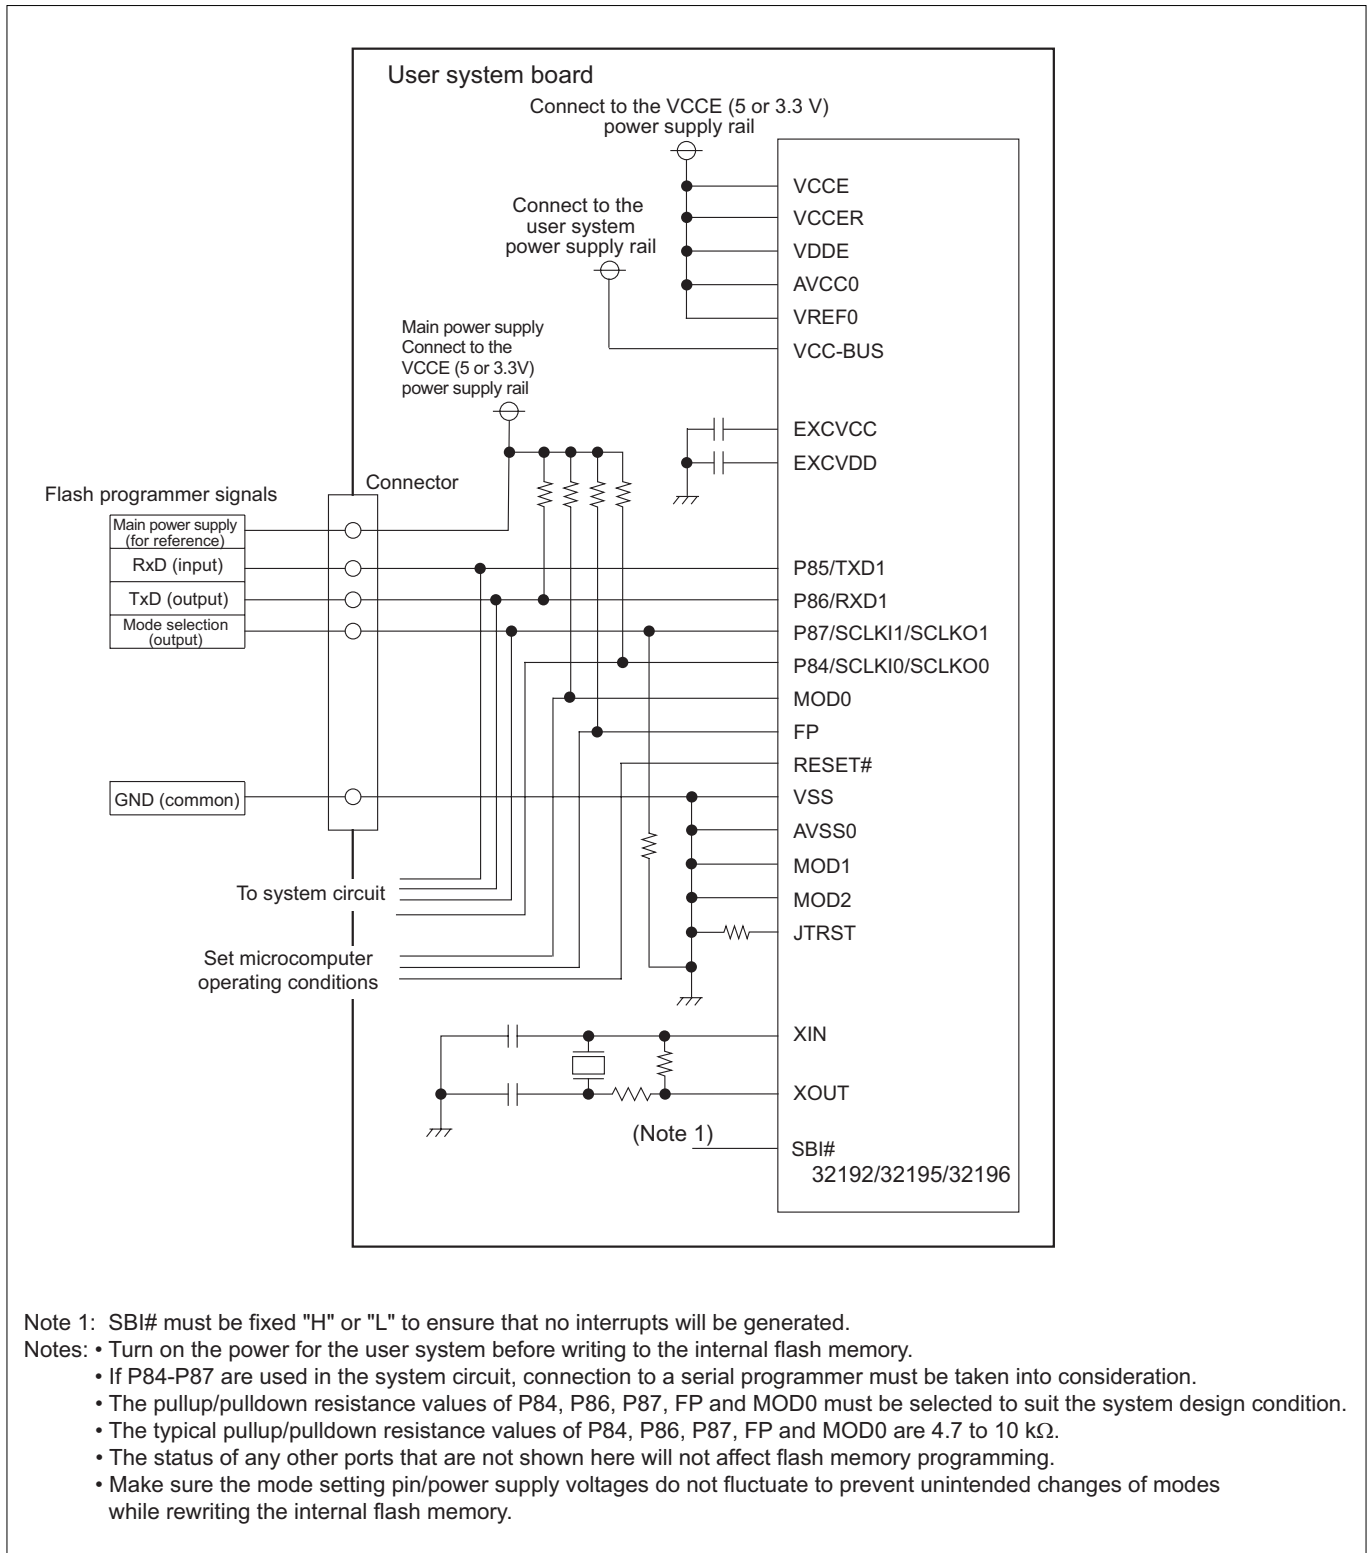 User system board
Connect to the VCCE (5 or 3.3 V)
power supply rail
Connect to the
user system
power supply rail
Main power supply
Connect to the
VCCE (5 or 3.3V)
power supply rail
Connector
Flash programmer signals
Main power supply
(for reference)
RxD (input)
TxD (output)
Mode selection
(output)
GND (common)
To system circuit
Set microcomputer
operating conditions
VCCE
VCCER
VDDE
AVCC0
VREF0
VCC-BUS
EXCVCC
EXCVDD
P85/TXD1
P86/RXD1
P87/SCLKI1/SCLKO1
P84/SCLKI0/SCLKO0
MOD0
FP
RESET#
VSS
AVSS0
MOD1
MOD2
JTRST
XIN
XOUT
(Note 1)
SBI#
32192/32195/32196
Note 1: SBI# must be fixed "H" or "L" to ensure that no interrupts will be generated.
Notes: • Turn on the power for the user system before writing to the internal flash memory.
• If P84-P87 are used in the system circuit, connection to a serial programmer must be taken into consideration.
• The pullup/pulldown resistance values of P84, P86, P87, FP and MOD0 must be selected to suit the system design condition.
• The typical pullup/pulldown resistance values of P84, P86, P87, FP and MOD0 are 4.7 to 10 kΩ.
• The status of any other ports that are not shown here will not affect flash memory programming.
• Make sure the mode setting pin/power supply voltages do not fluctuate to prevent unintended changes of modes
while rewriting the internal flash memory.